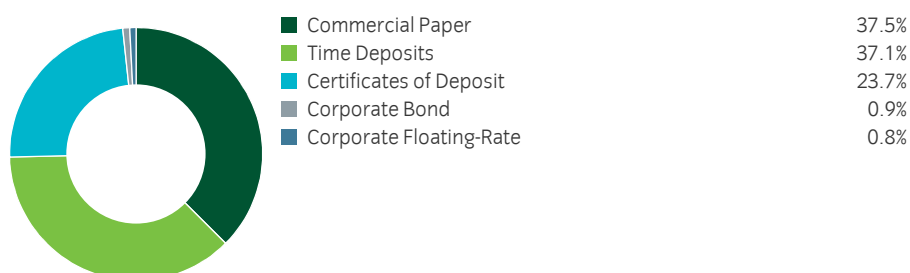 Commercial Paper 37.5%
Time Deposits 37.1%
Certificates of Deposit 23.7%
Corporate Bond 0.9%
Corporate Floating-Rate 0.8%